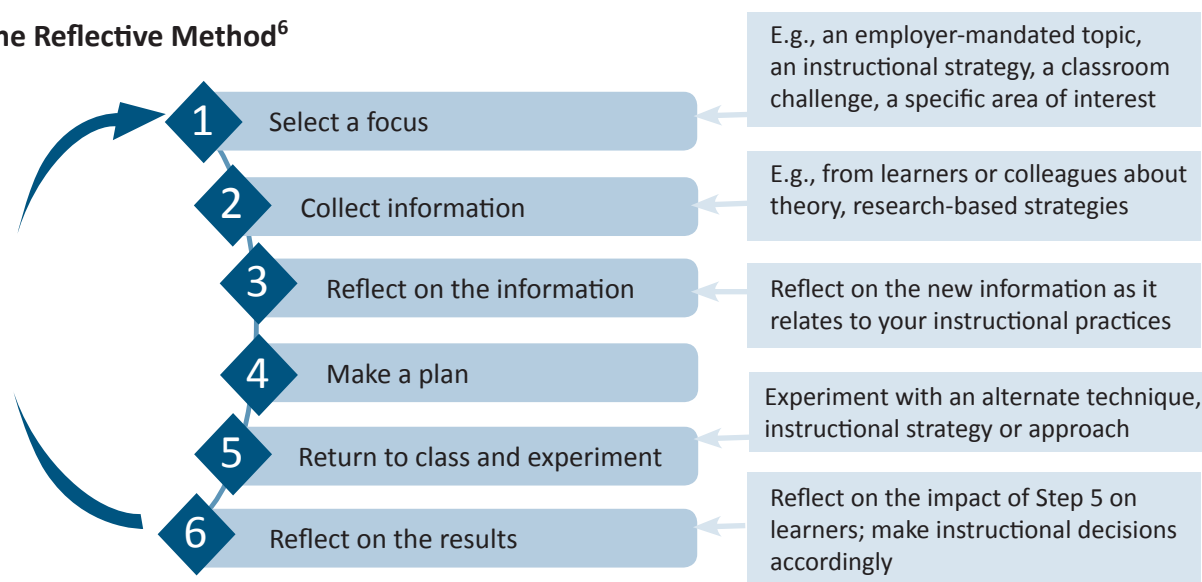 ne Reflective Method6
1
Select a focus
E.g., an employer-mandated topic,
an instructional strategy, a classroom
challenge, a specific area of interest
2
Collect information
E.g., from learners or colleagues about
theory, research-based strategies
3
Reflect on the information
Reflect on the new information as it
relates to your instructional practices
4
Make a plan
5
Return to class and experiment
Experiment with an alternate technique,
instructional strategy or approach
6
Reflect on the results
Reflect on the impact of Step 5 on
learners; make instructional decisions
accordingly